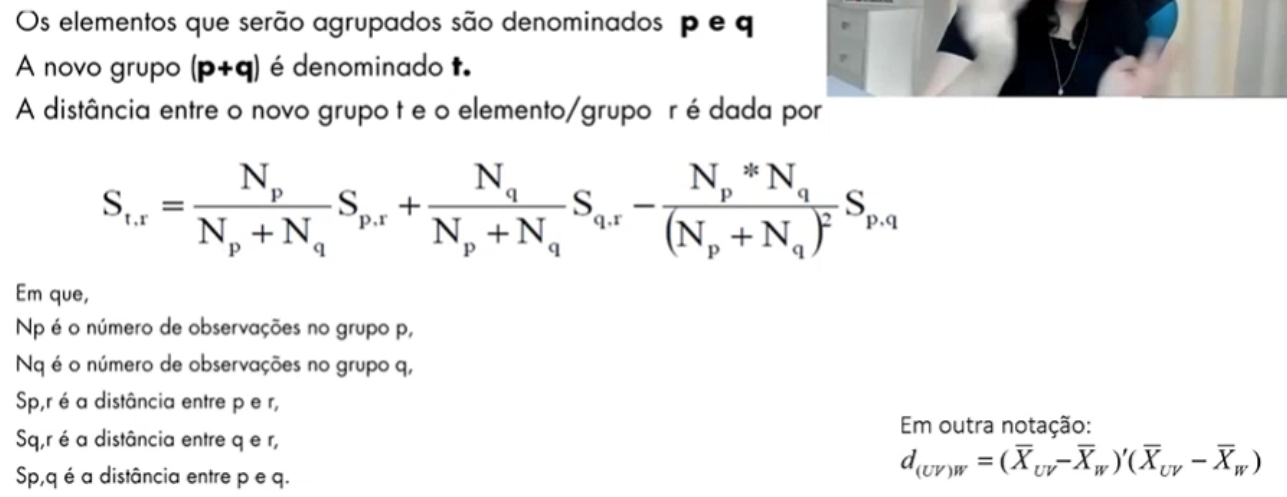 Os elementos que serão agrupados são denominados p e q
A novo grupo (p+q) é denominado t.
A distância entre o novo grupo t e o elemento/grupo r é dada por
S_{t,r} = \frac{N_p}{N_p + N_q} S_{p,r} + \frac{N_q}{N_p + N_q} S_{q,r} - \frac{N_p * N_q}{(N_p + N_q)^2} S_{p,q}
Em que,
Np é o número de observações no grupo p,
Nq é o número de observações no grupo q,
Sp,r é a distância entre p e r,
Sq,r é a distância entre q e r,
Sp,q é a distância entre p e q.
Em outra notação:
d_{(UV)W} = (\overline{X}_{UV} - \overline{X}_W)'(\overline{X}_{UV} - \overline{X}_W)